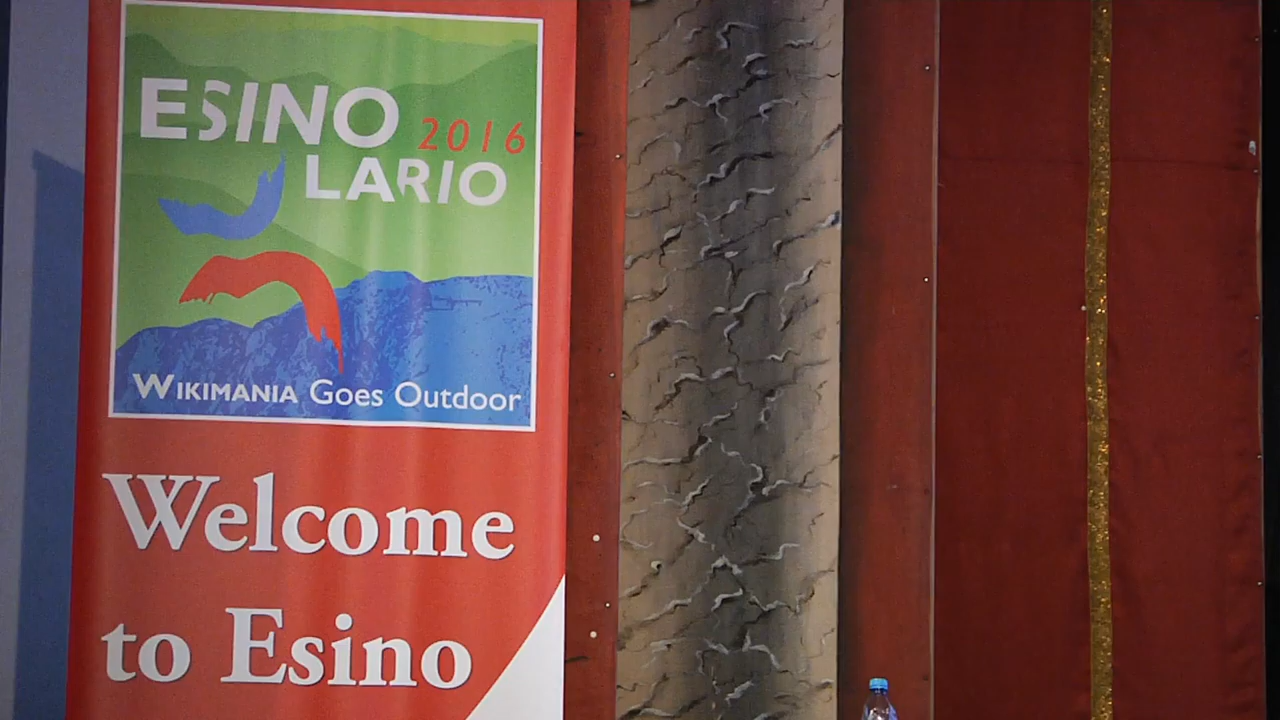 ESINO
2016
LARIO
WIKIMANIA Goes Outdoor
Welcome
to Esino